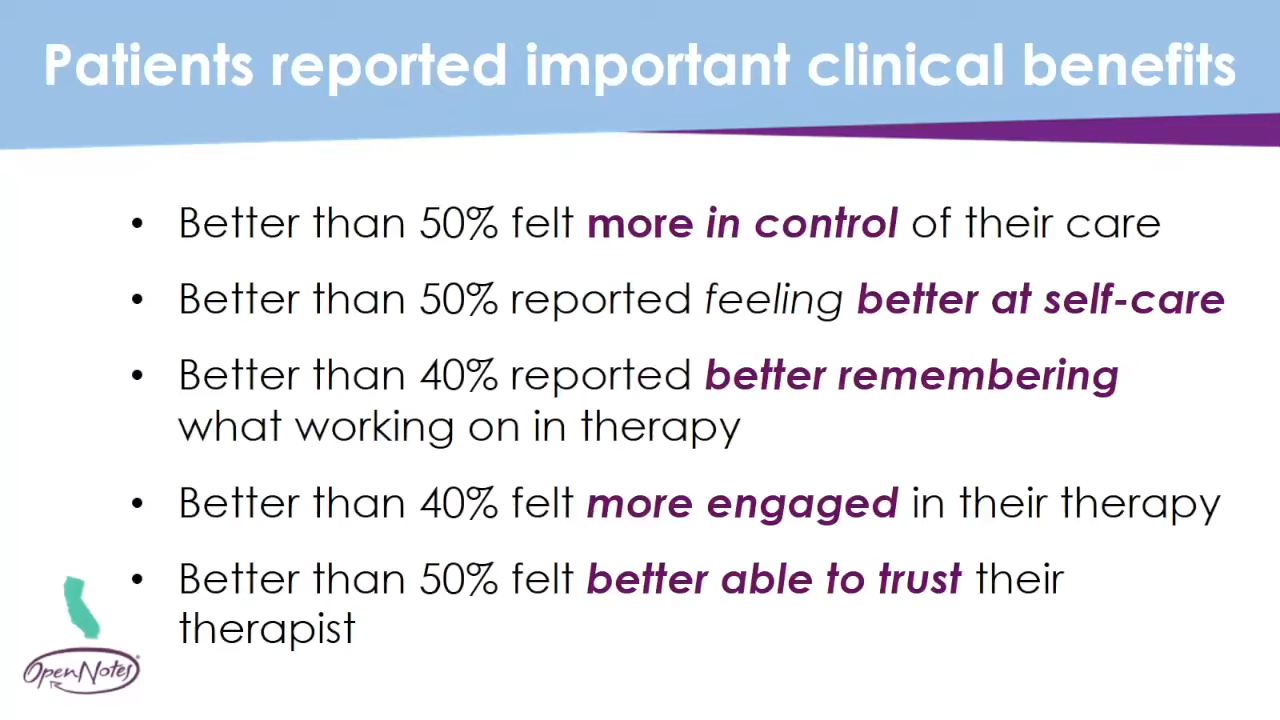 Patients reported important clinical benefits
• Better than 50% felt more in control of their care
• Better than 50% reported feeling better at self-care
• Better than 40% reported better remembering
what working on in therapy
• Better than 40% felt more engaged in their therapy
• Better than 50% felt better able to trust their
therapist
OpenNotes